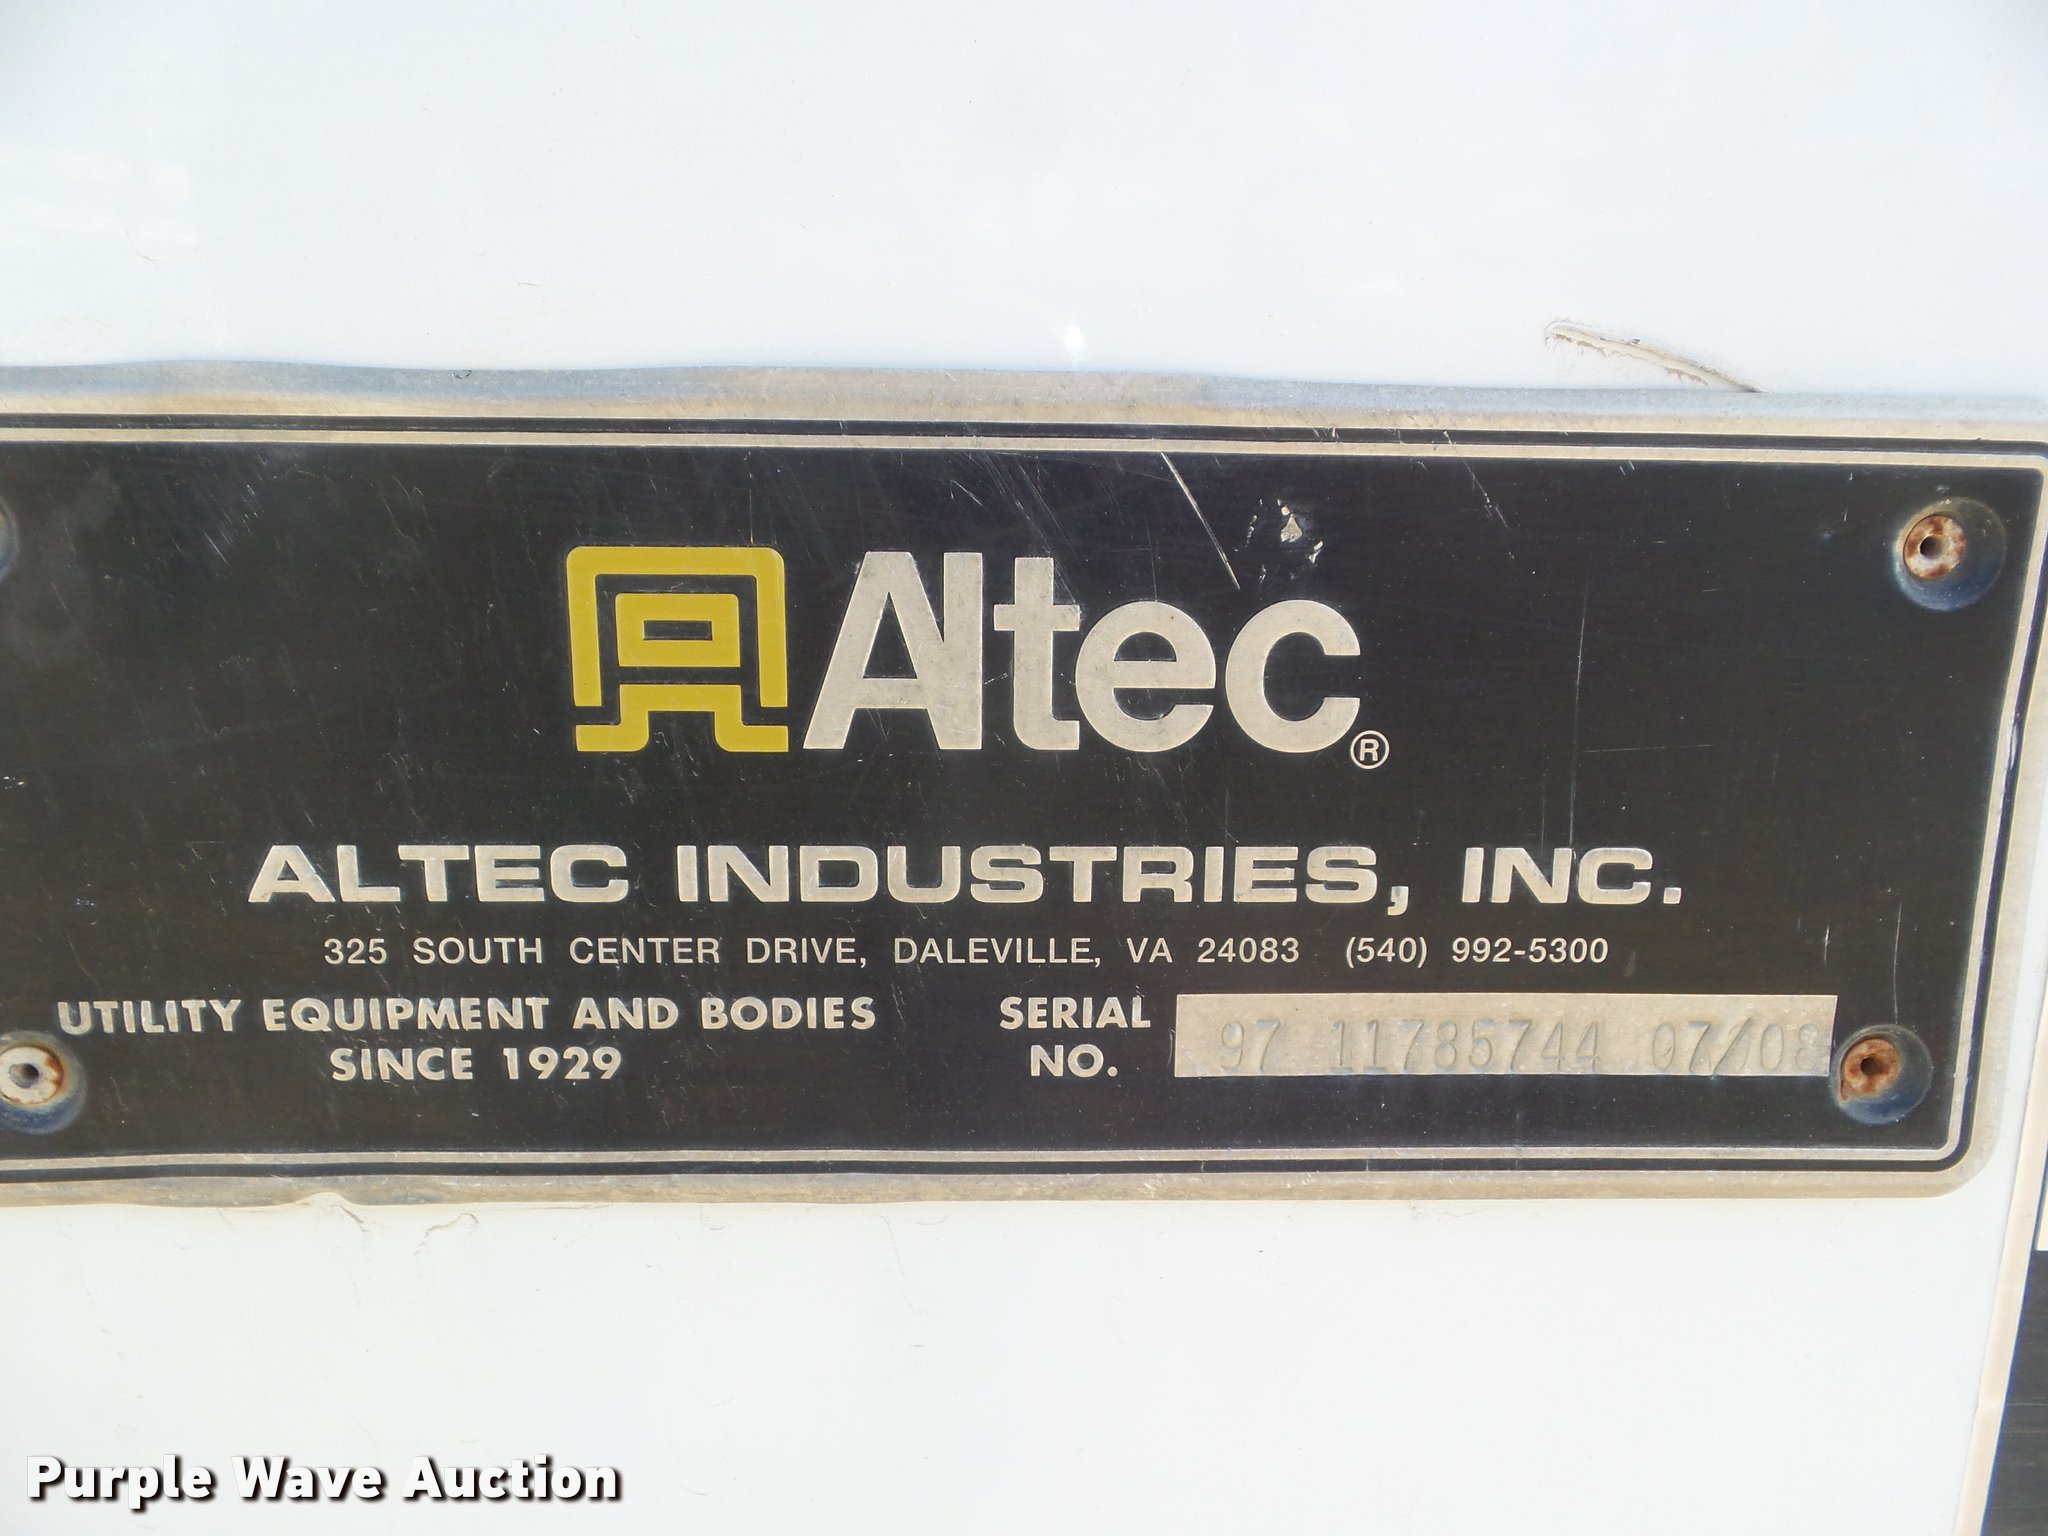 Altec®
ALTEC INDUSTRIES, INC.
325 SOUTH CENTER DRIVE, DALEVILLE, VA 24083 (540) 992-5300
UTILITY EQUIPMENT AND BODIES
SINCE 1929
SERIAL
NO.
97 11785744 07/08
Purple Wave Auction